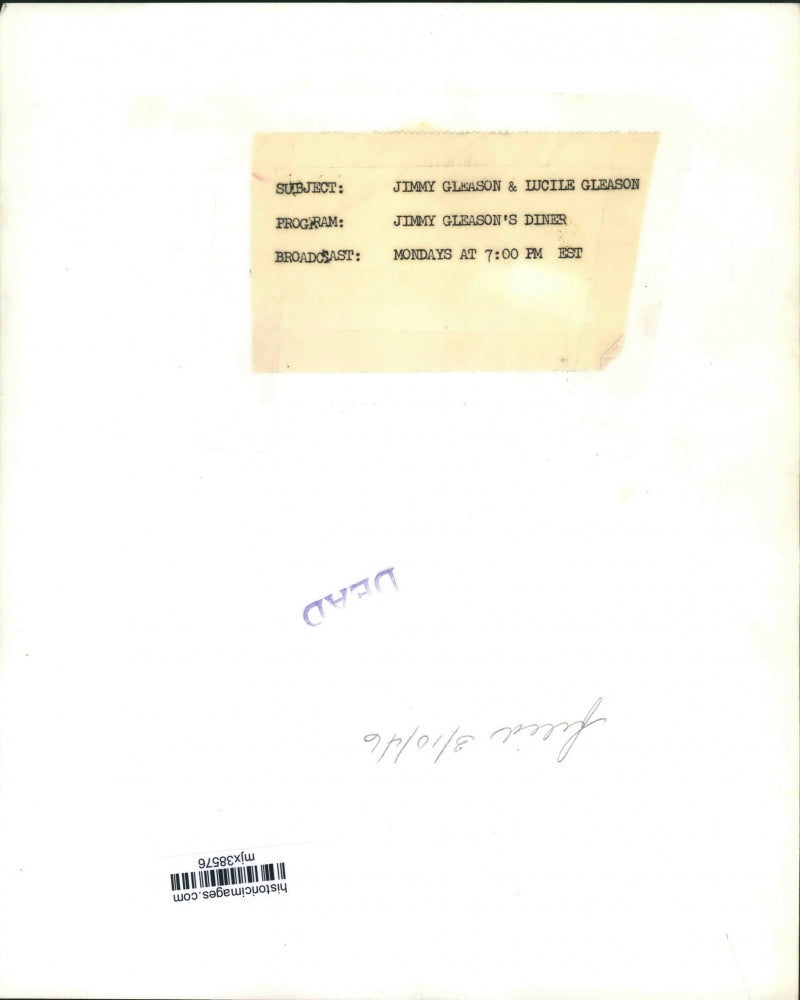 SUBJECT: JIMMY GLEASON & LUCILE GLEASON
PROGRAM: JIMMY GLEASON'S DINER
BROADCAST: MONDAYS AT 7:00 PM EST
DEAD
3/10/46
mjx38576
historicimages.com